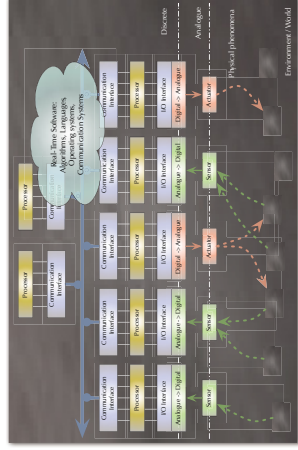 Processor
Communication
Interface
Processor
Real-Time Software:
Algorithms, Languages
Operating systems,
Communication Systems
Communication
Interface
Communication
Interface
Communication
Interface
Communication
Interface
Communication
Interface
Processor
Processor
Processor
Processor
Processor
I/O Interface
I/O Interface
I/O Interface
I/O Interface
I/O Interface
Discrete
Analogue -> Digital
Analogue -> Digital
Digital -> Analogue
Analogue -> Digital
Digital -> Analogue
Analogue
Sensor
Sensor
Actuator
Sensor
Actuator
Physical phenomena
Environment / World